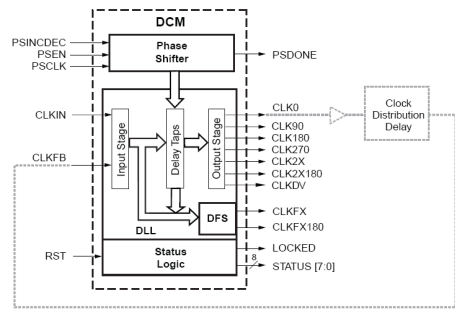 DCM
PSINCDEC
PSEN
PSCLK
Phase
Shifter
PSDONE
CLKIN
CLKFB
Input Stage
Delay Taps
Output Stage
CLK0
CLK90
CLK180
CLK270
CLK2X
CLK2X180
CLKDV
Clock
Distribution
Delay
DFS
CLKFX
CLKFX180
DLL
RST
Status
Logic
LOCKED
8
STATUS [7:0]